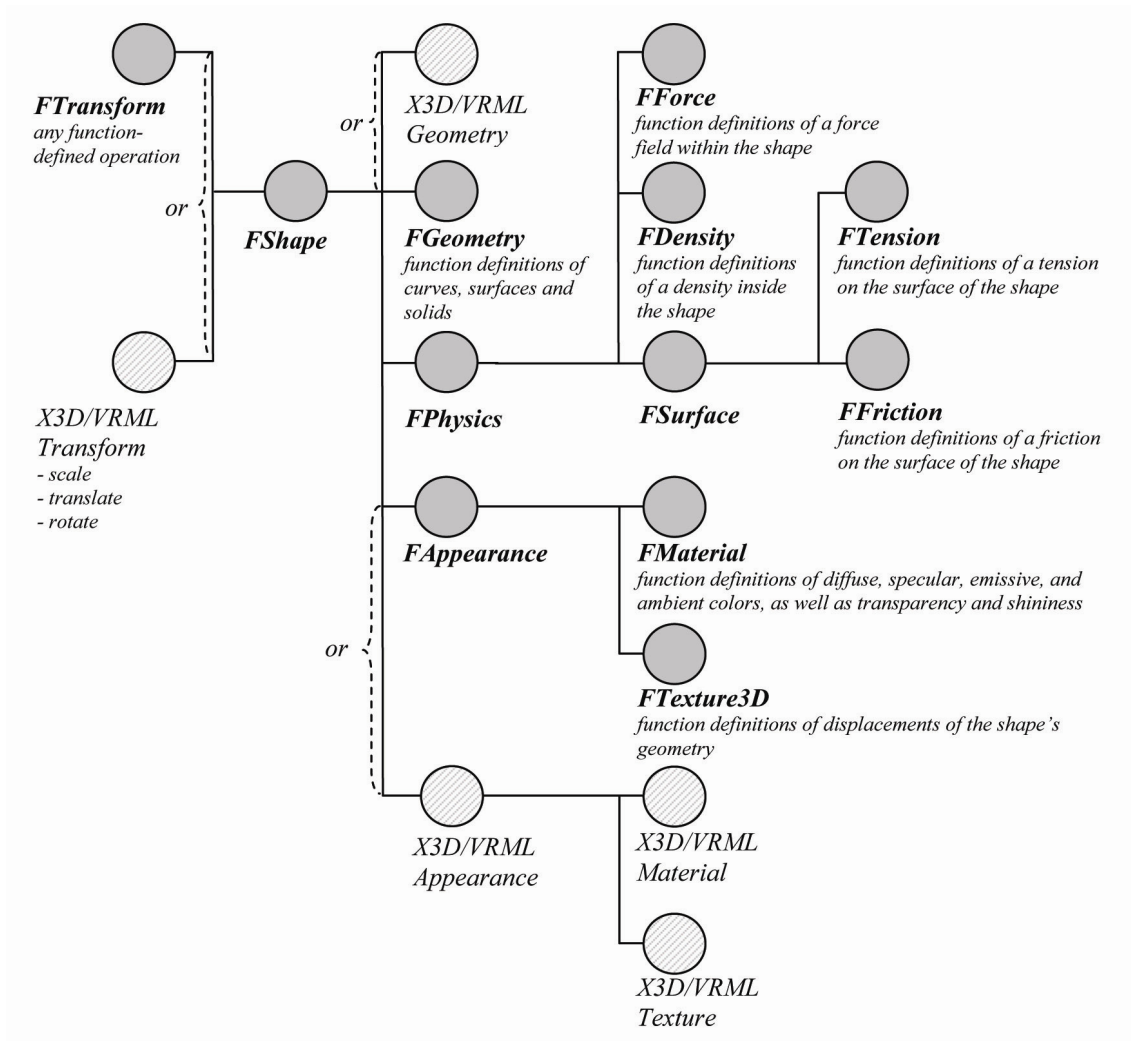 FTransform
any function-
defined operation
or
X3D/VRML
Transform
- scale
- translate
- rotate
FShape
or
X3D/VRML
Geometry
FGeometry
function definitions of
curves, surfaces and
solids
FPhysics
FForce
function definitions of a force
field within the shape
FDensity
function definitions
of a density inside
the shape
FSurface
FTension
function definitions of a tension
on the surface of the shape
FFriction
function definitions of a friction
on the surface of the shape
or
FAppearance
FMaterial
function definitions of diffuse, specular, emissive, and
ambient colors, as well as transparency and shininess
FTexture3D
function definitions of displacements of the shape's
geometry
X3D/VRML
Appearance
X3D/VRML
Material
X3D/VRML
Texture